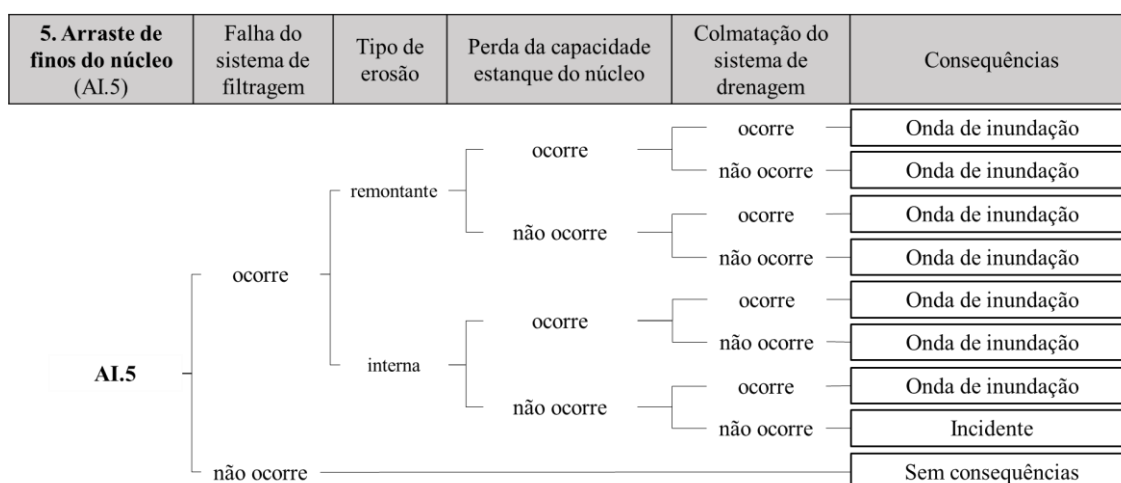 5. Arraste de
finos do núcleo
(AI.5)
Falha do
sistema de
filtragem
Tipo de
erosão
Perda da capacidade
estanque do núcleo
Colmatação do
sistema de
drenagem
Consequências
ocorre
Onda de inundação
ocorre
não ocorre
Onda de inundação
remontante
ocorre
Onda de inundação
não ocorre
não ocorre
Onda de inundação
ocorre
ocorre
Onda de inundação
ocorre
não ocorre
Onda de inundação
interna
AI.5
ocorre
Onda de inundação
não ocorre
não ocorre
Incidente
não ocorre
Sem consequências